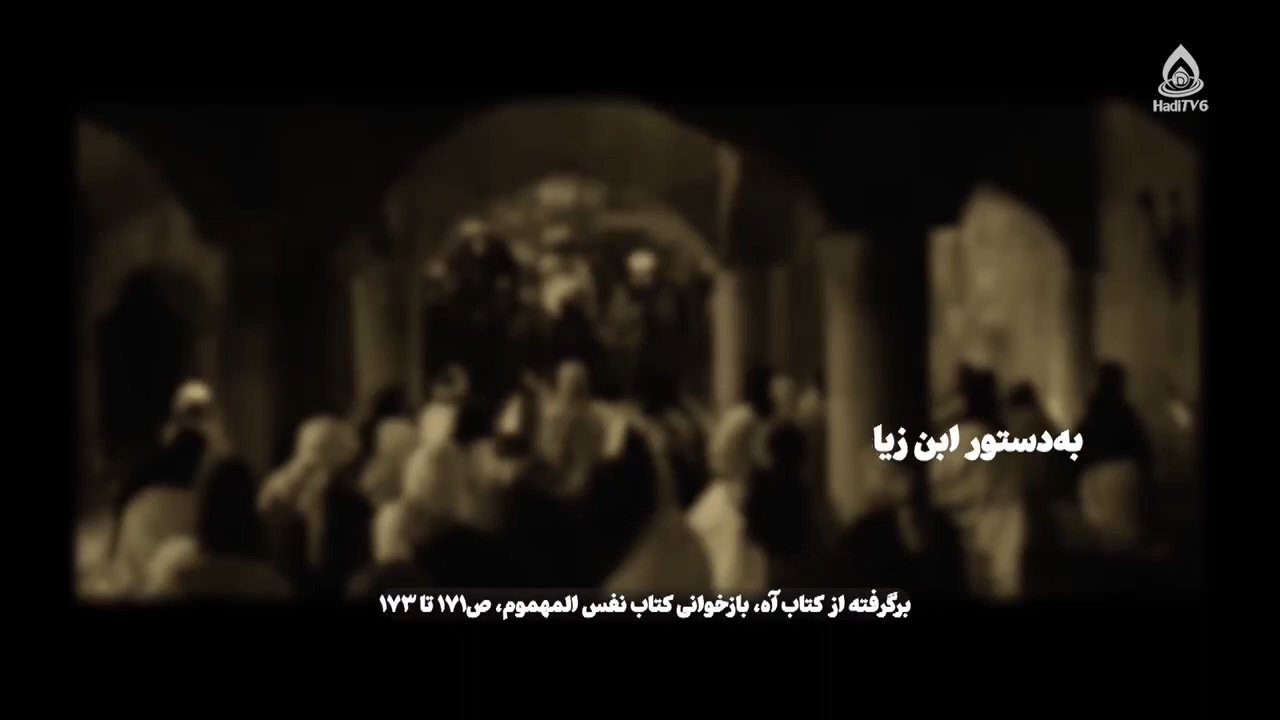 HadiTV6
به‌دستور ابن زیا
برگرفته از کتاب آه، بازخوانی کتاب نفس المهموم، ص۱۷۱ تا ۱۷۳